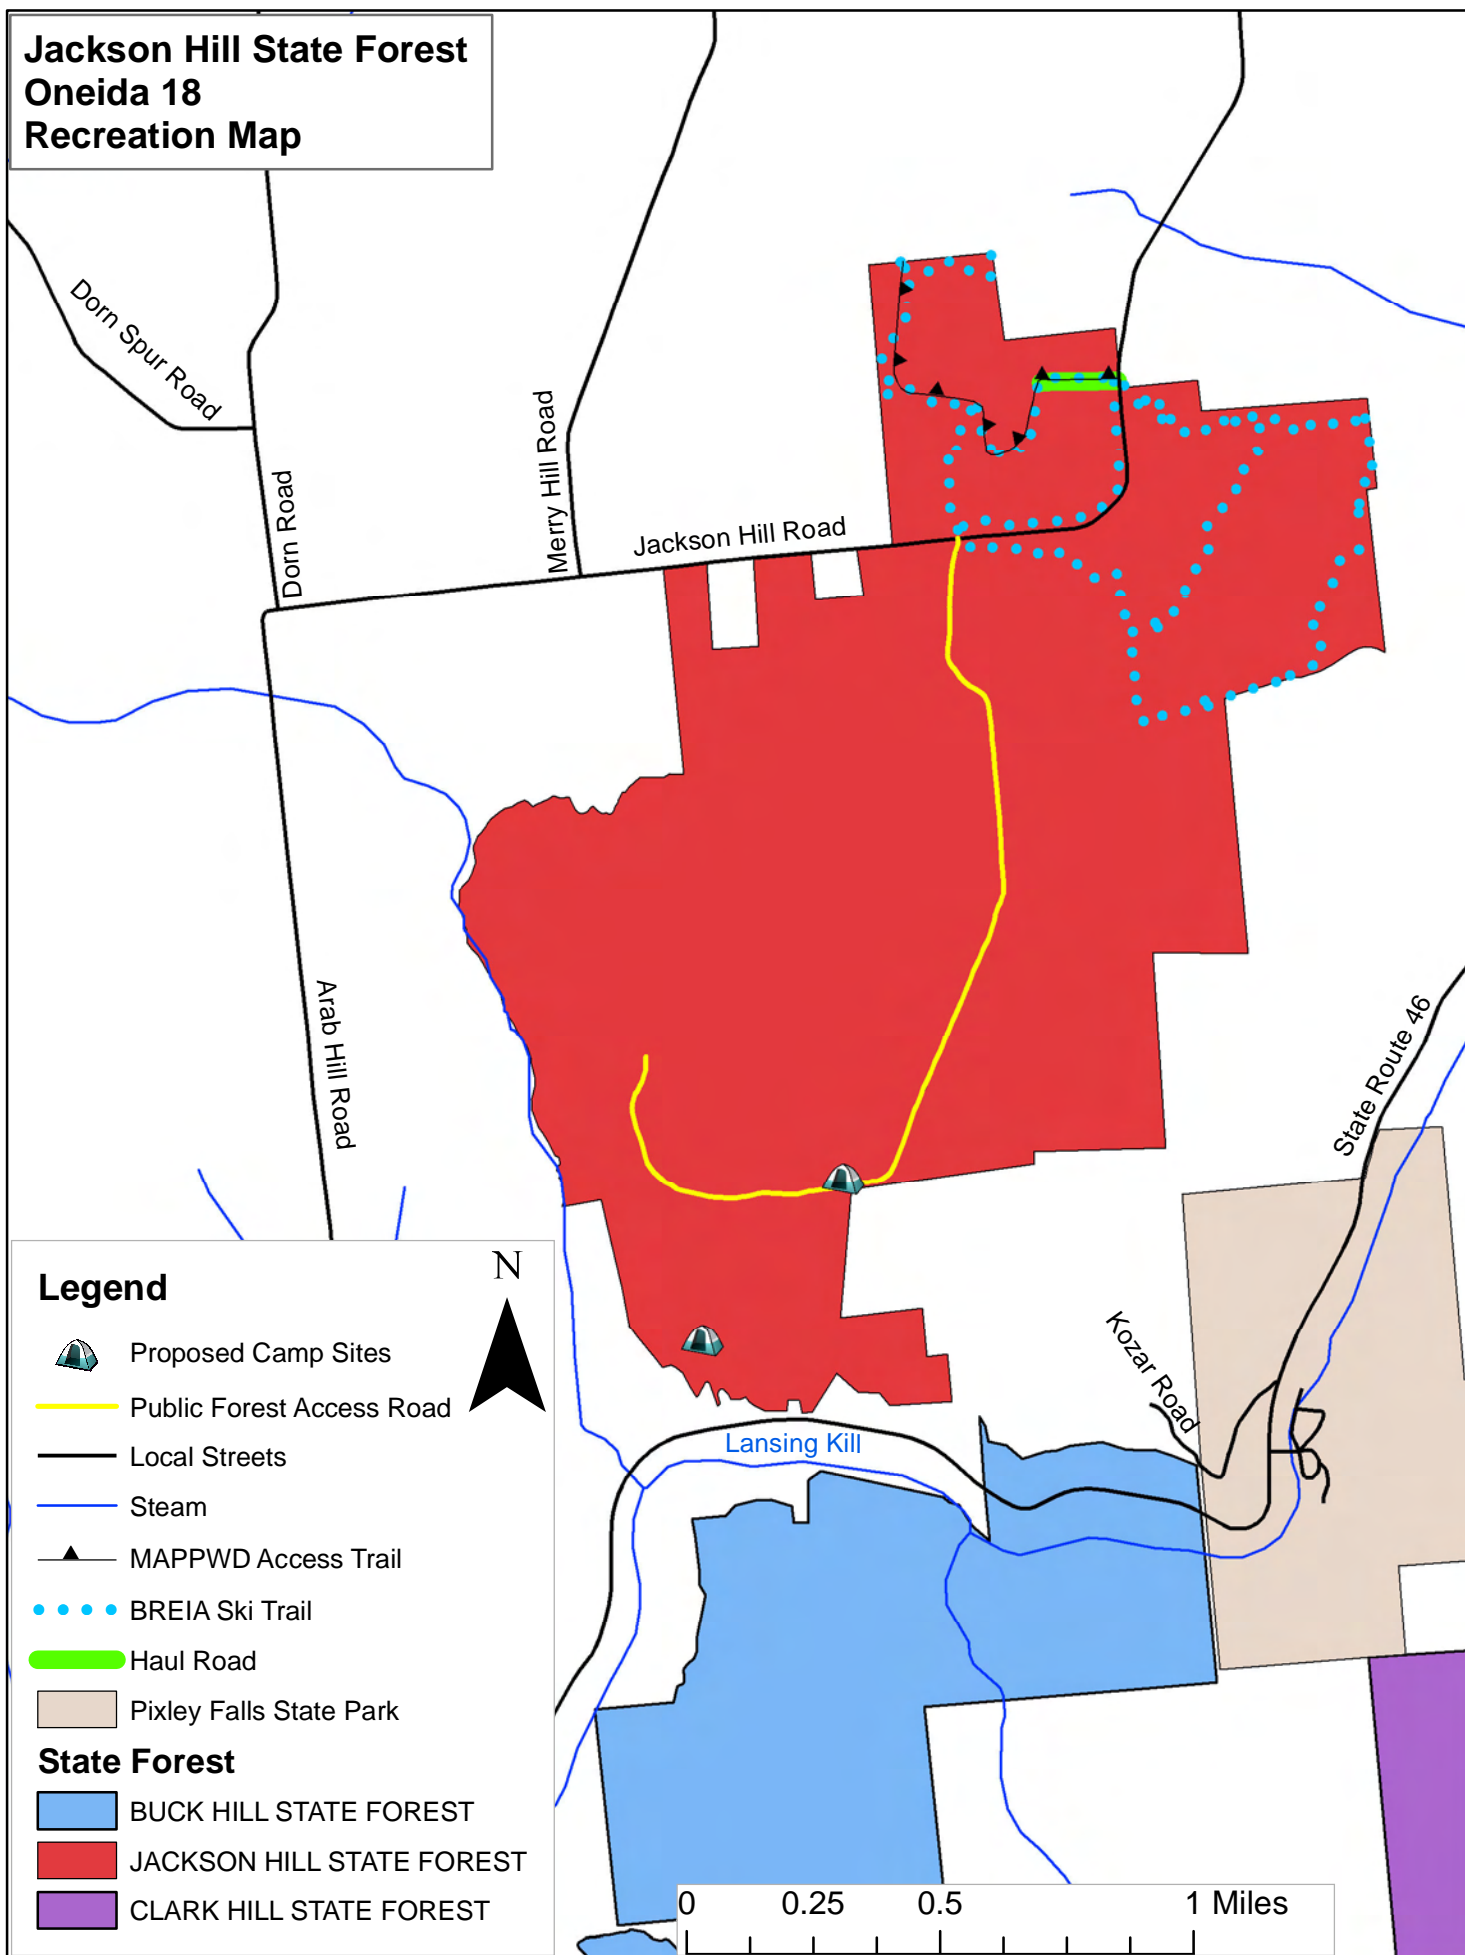 Jackson Hill State Forest
Oneida 18
Recreation Map
Dorn Spur Road
Dorn Road
Merry Hill Road
Jackson Hill Road
Arab Hill Road
State Route 46
Kozar Road
Lansing Kill
Legend
N
Proposed Camp Sites
Public Forest Access Road
Local Streets
Steam
MAPPWD Access Trail
BREIA Ski Trail
Haul Road
Pixley Falls State Park
State Forest
BUCK HILL STATE FOREST
JACKSON HILL STATE FOREST
CLARK HILL STATE FOREST
0 0.25 0.5 1 Miles